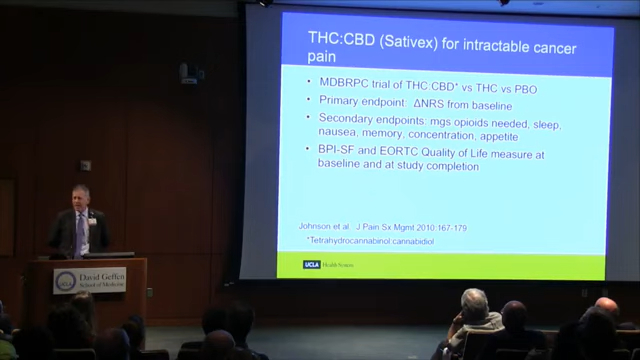 THC:CBD (Sativex) for intractable cancer
pain
• MDBRPC trial of THC:CBD* vs THC vs PBO
• Primary endpoint: ΔNRS from baseline
• Secondary endpoints: mgs opioids needed, sleep,
nausea, memory, concentration, appetite
• BPI-SF and EORTC Quality of Life measure at
baseline and at study completion
Johnson et al. J Pain Sx Mgmt 2010:167-179
*Tetrahydrocannabinol:cannabidiol
UCLA Health System
UCLA
David Geffen
School of Medicine